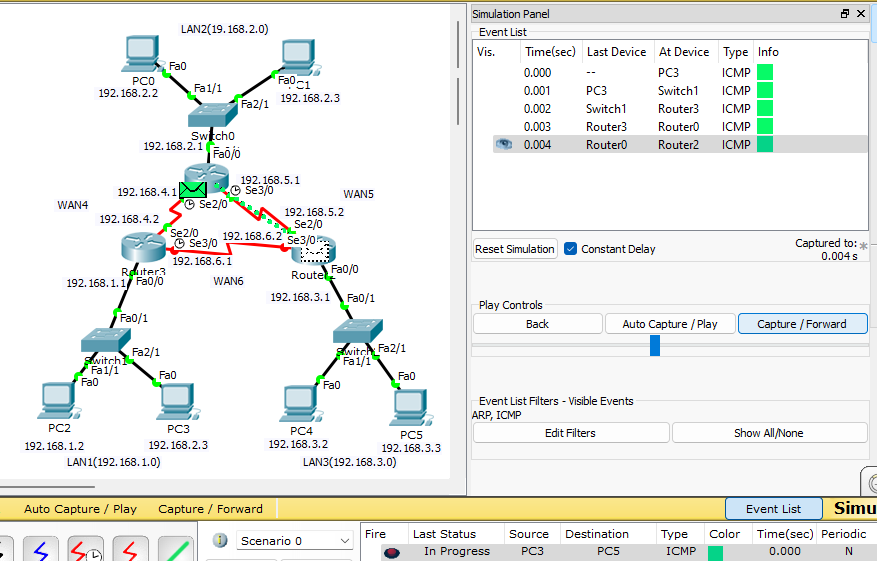 LAN2(19.168.2.0)
Fa0
PC0
192.168.2.2
Fa1/1
Fa0
C1
192.168.2.3
Fa2/1
Switch0
192.168.2.1
Fa0/0
192.168.5.1
192.168.4.1
Se3/0
WAN5
WAN4
Se2/0
192.168.5.2
192.168.4.2
Se2/0
Se2/0
192.168.6.2
Se3/0
Se3/0
Router3
192.168.6.1
Route
Fa0/0
192.168.1.1
Fa0/0
WAN6
192.168.3.1
Fa0/1
Fa0/1
Switch1
Fa2/1
Fa1/1
Fa0
Fa0
Switch
Fa2/1
Fa1/1
Fa0
Fa0
PC2
PC3
PC4
PC5
192.168.1.2
192.168.2.3
192.168.3.2
192.168.3.3
LAN1(192.168.1.0)
LAN3(192.168.3.0)
Simulation Panel
Event List
Vis. Time(sec) Last Device At Device Type Info
0.000 -- PC3 ICMP
0.001 PC3 Switch1 ICMP
0.002 Switch1 Router3 ICMP
0.003 Router3 Router0 ICMP
0.004 Router0 Router2 ICMP
Reset Simulation Constant Delay
Captured to: *
0.004 s
Play Controls
Back Auto Capture / Play Capture / Forward
Event List Filters - Visible Events
ARP, ICMP
Edit Filters Show All/None
Auto Capture / Play Capture / Forward Event List Simu
Scenario 0
Fire Last Status Source Destination Type Color Time(sec) Periodic
In Progress PC3 PC5 ICMP 0.000 N